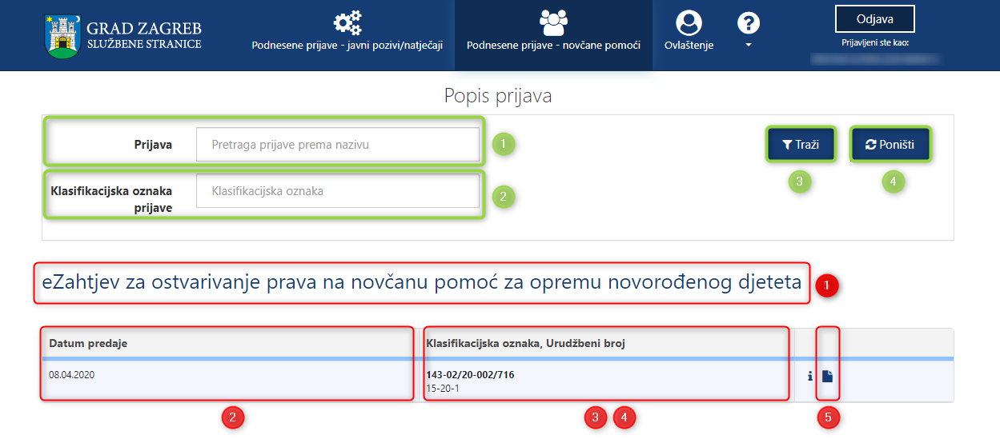 GRAD ZAGREB
SLUŽBENE STRANICE
Podnesene prijave - javni pozivi/natječaji
Podnesene prijave - novčane pomoći
Ovlaštenje
?
Odjava
Prijavljeni ste kao:
Popis prijava
Prijava
Pretraga prijave prema nazivu
1
Traži
Poništi
3
4
Klasifikacijska oznaka
prijave
Klasifikacijska oznaka
2
eZahtjev za ostvarivanje prava na novčanu pomoć za opremu novorođenog djeteta
1
Datum predaje
Klasifikacijska oznaka, Urudžbeni broj
08.04.2020
143-02/20-002/716
15-20-1
i
2
3
4
5